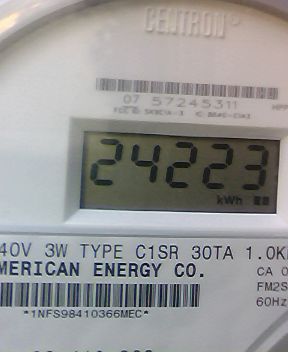 CENTRON
07 57245311
24223
kWh
40V 3W TYPE C1SR 30TA 1.0K
MERICAN ENERGY CO.
CA 0
FM2S
60Hz
*1NFS98410366MEC*